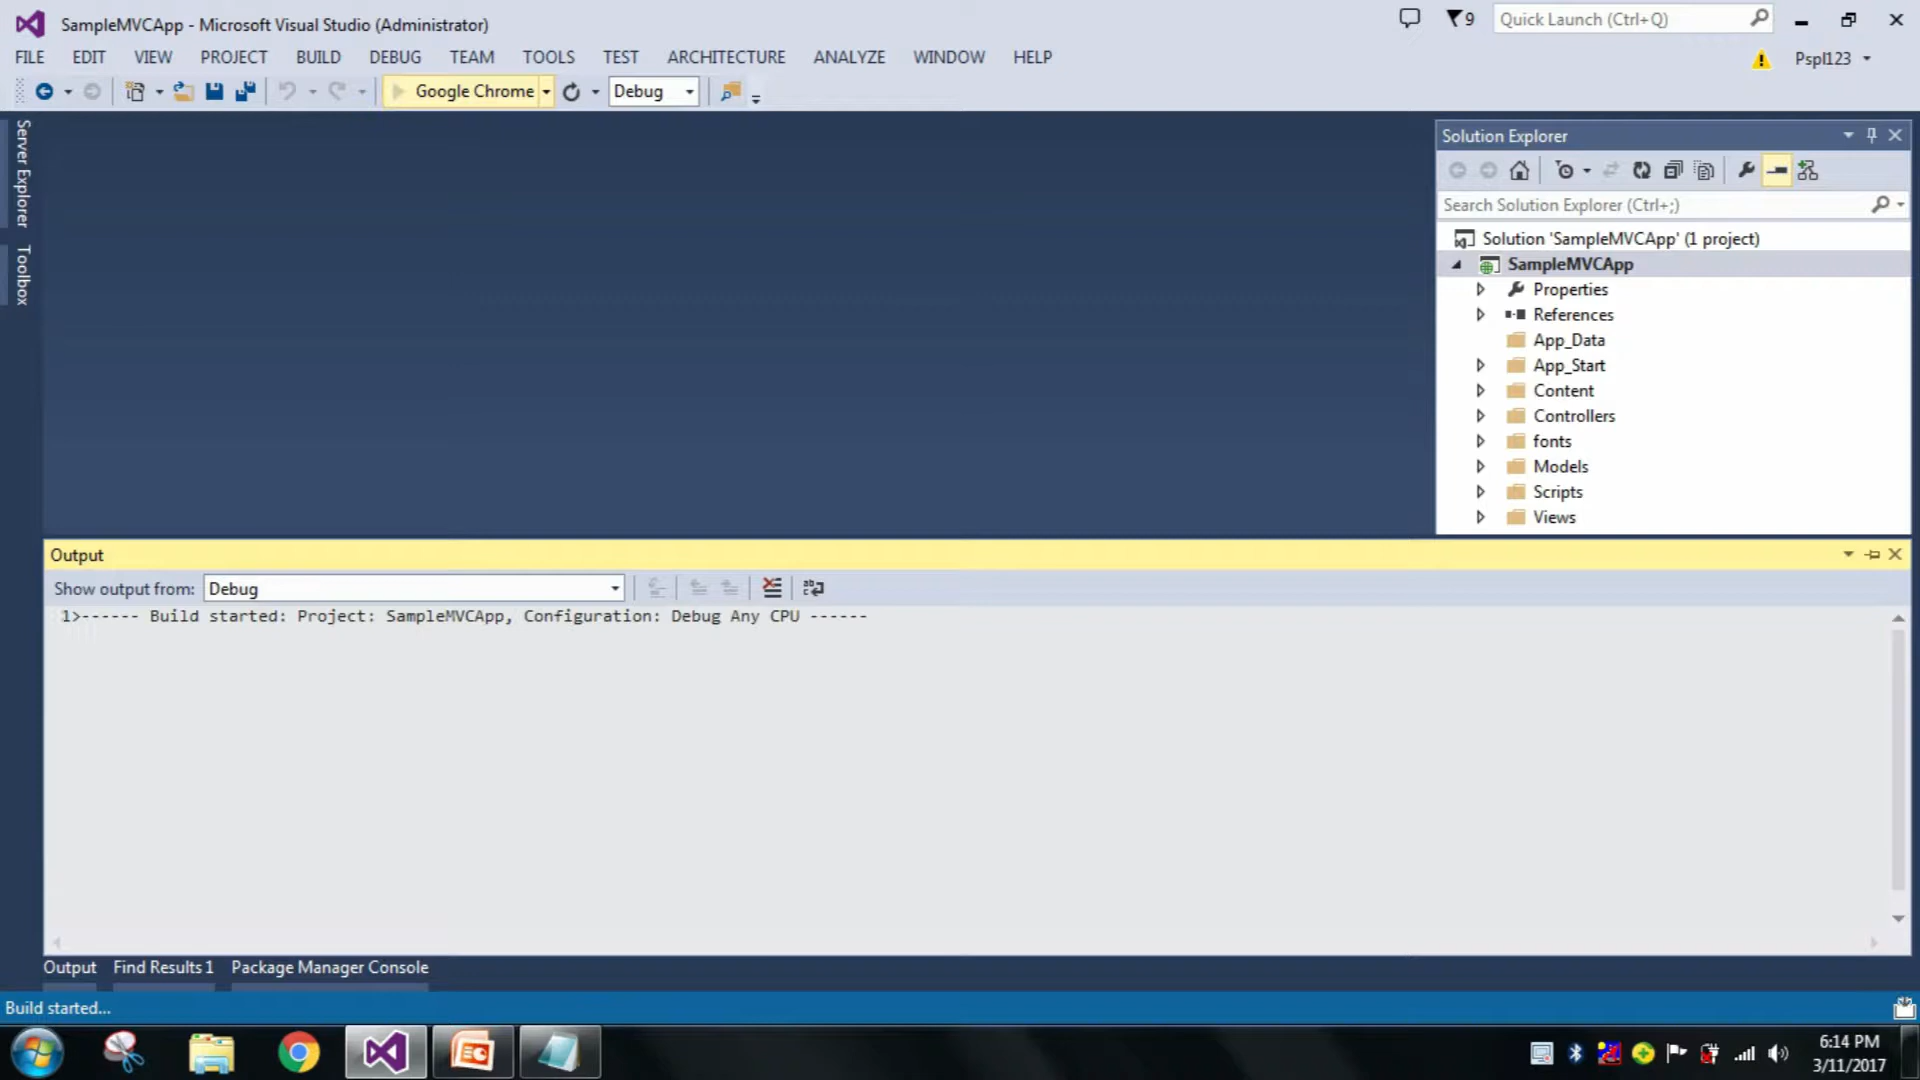 SampleMVCApp - Microsoft Visual Studio (Administrator)
9
Quick Launch (Ctrl+Q)
FILE EDIT VIEW PROJECT BUILD DEBUG TEAM TOOLS TEST ARCHITECTURE ANALYZE WINDOW HELP
Pspl123
Google Chrome
Debug
Server Explorer
Toolbox
Solution Explorer
Search Solution Explorer (Ctrl+;)
Solution 'SampleMVCApp' (1 project)
SampleMVCApp
Properties
References
App_Data
App_Start
Content
Controllers
fonts
Models
Scripts
Views
Output
Show output from: Debug
1>------ Build started: Project: SampleMVCApp, Configuration: Debug Any CPU ------
Output Find Results 1 Package Manager Console
Build started...
6:14 PM
3/11/2017